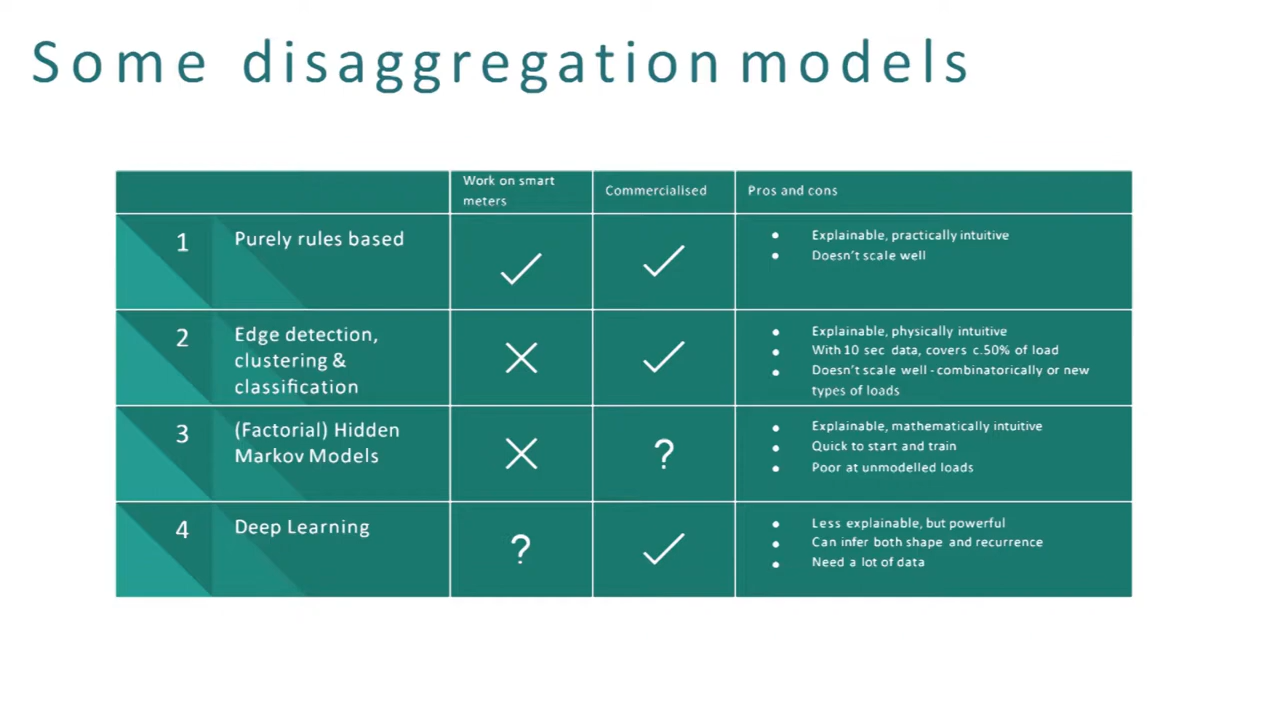 Some disaggregation models
Work on smart
meters
Commercialised
Pros and cons
1
Purely rules based
✓
✓
• Explainable, practically intuitive
• Doesn't scale well
2
Edge detection,
clustering &
classification
✕
✓
• Explainable, physically intuitive
• With 10 sec data, covers c.50% of load
• Doesn't scale well - combinatorically or new
types of loads
3
(Factorial) Hidden
Markov Models
✕
?
• Explainable, mathematically intuitive
• Quick to start and train
• Poor at unmodelled loads
4
Deep Learning
?
✓
• Less explainable, but powerful
• Can infer both shape and recurrence
• Need a lot of data